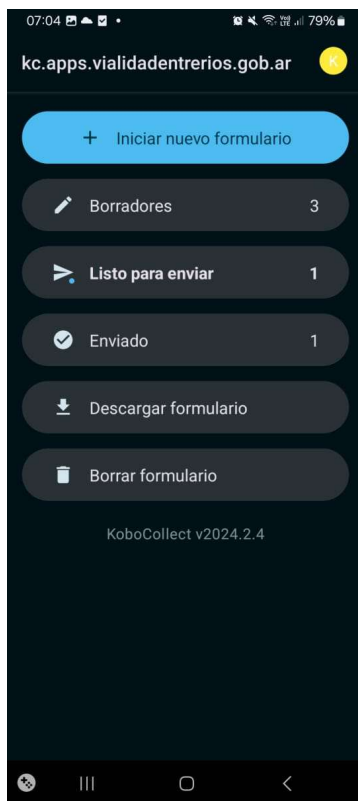 07:04 79%
kc.apps.vialidadentrerios.gob.ar K
+ Iniciar nuevo formulario
Borradores 3
Listo para enviar 1
Enviado 1
Descargar formulario
Borrar formulario
KoboCollect v2024.2.4